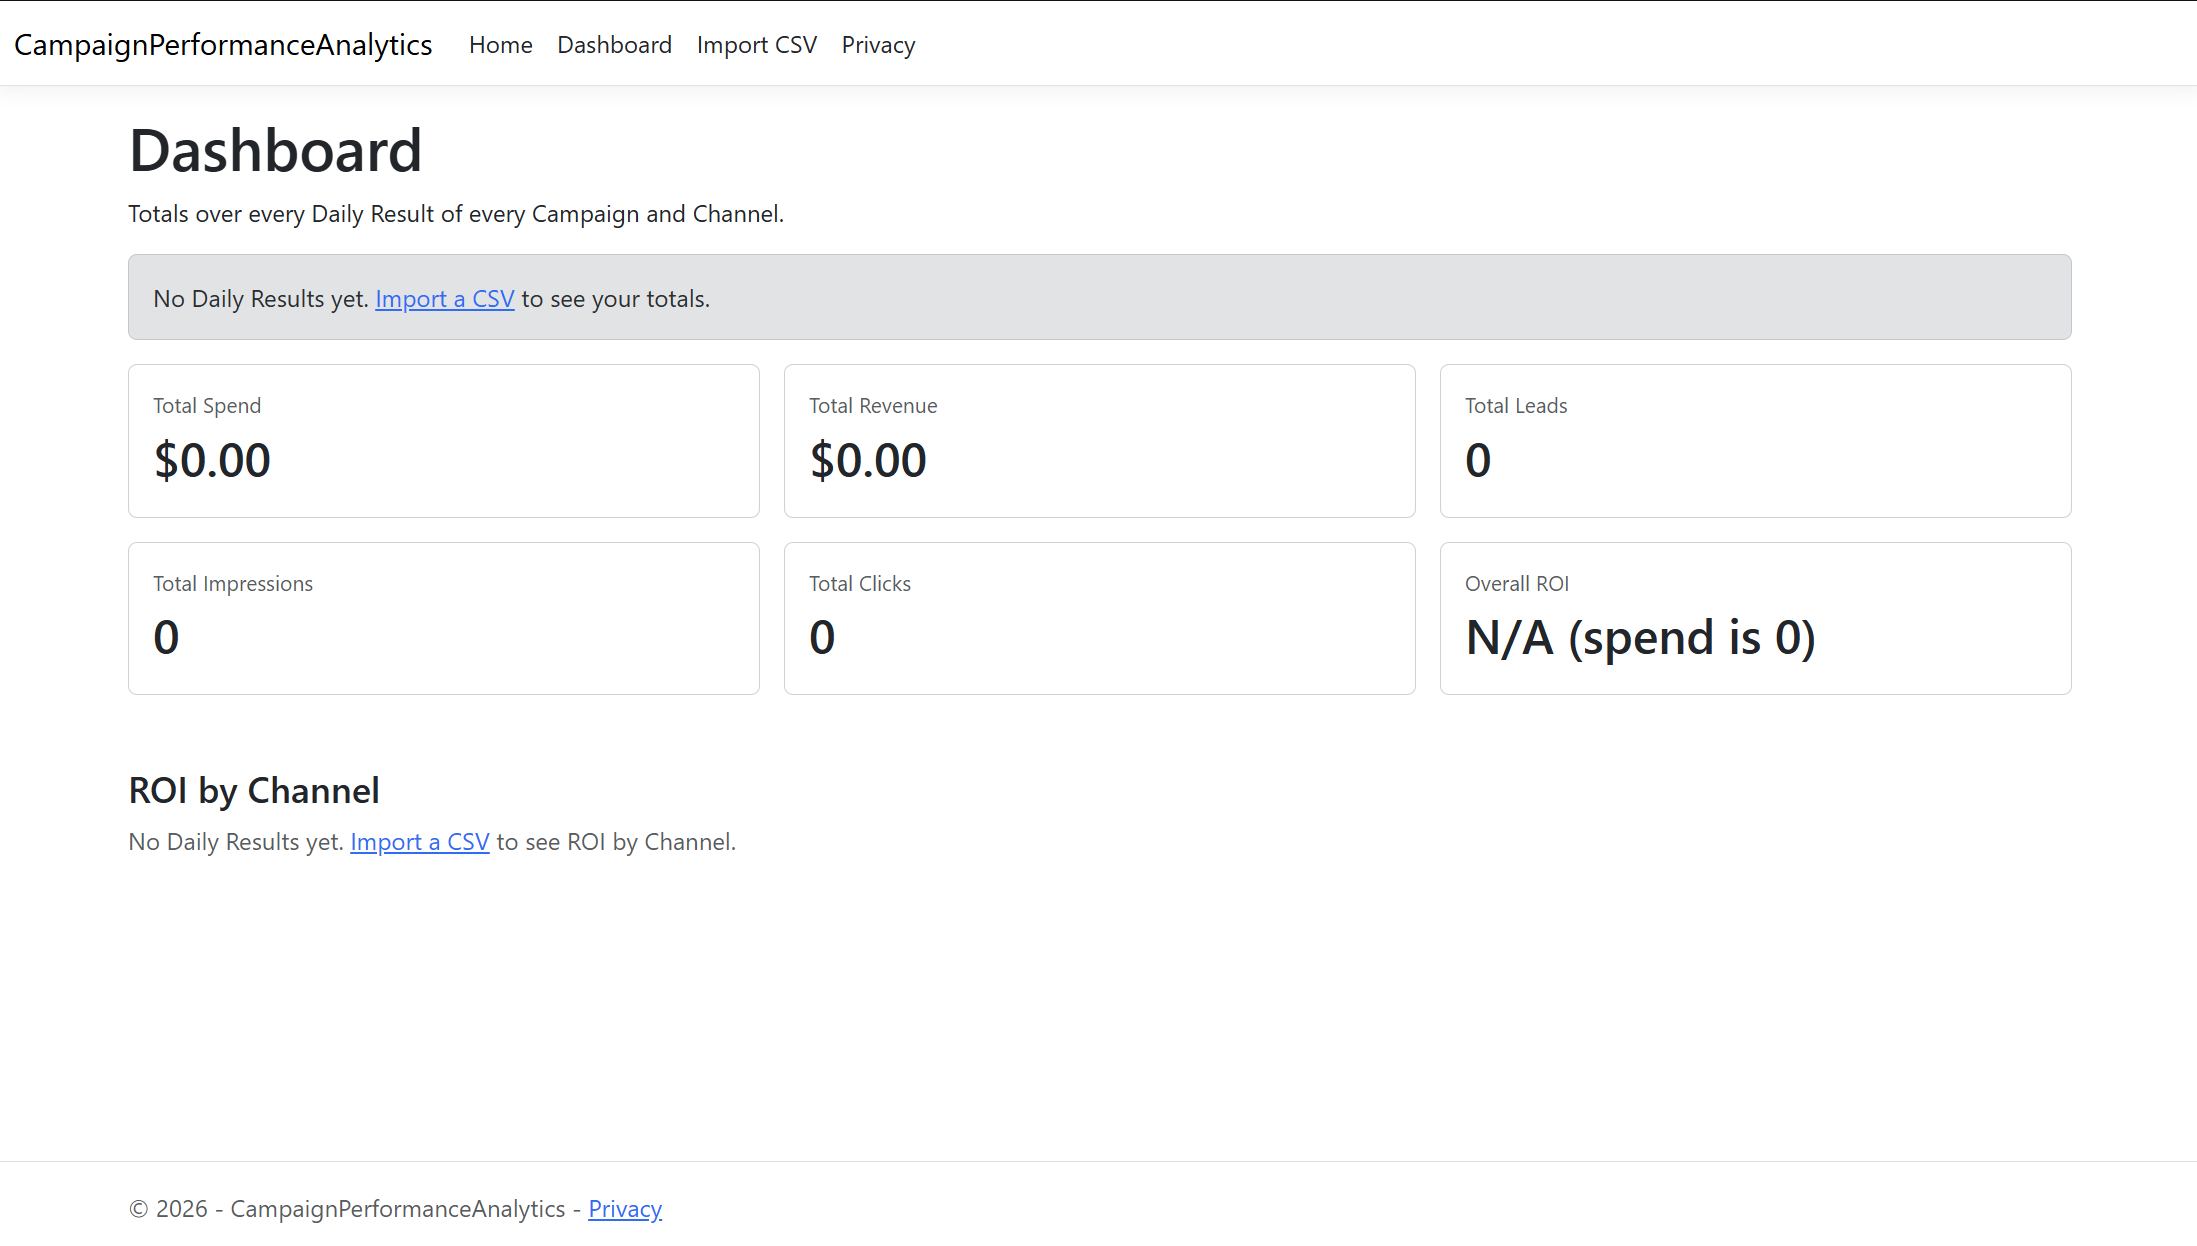 CampaignPerformanceAnalytics Home Dashboard Import CSV Privacy
Dashboard
Totals over every Daily Result of every Campaign and Channel.
No Daily Results yet. Import a CSV to see your totals.
Total Spend
$0.00
Total Revenue
$0.00
Total Leads
0
Total Impressions
0
Total Clicks
0
Overall ROI
N/A (spend is 0)
ROI by Channel
No Daily Results yet. Import a CSV to see ROI by Channel.
© 2026 - CampaignPerformanceAnalytics - Privacy